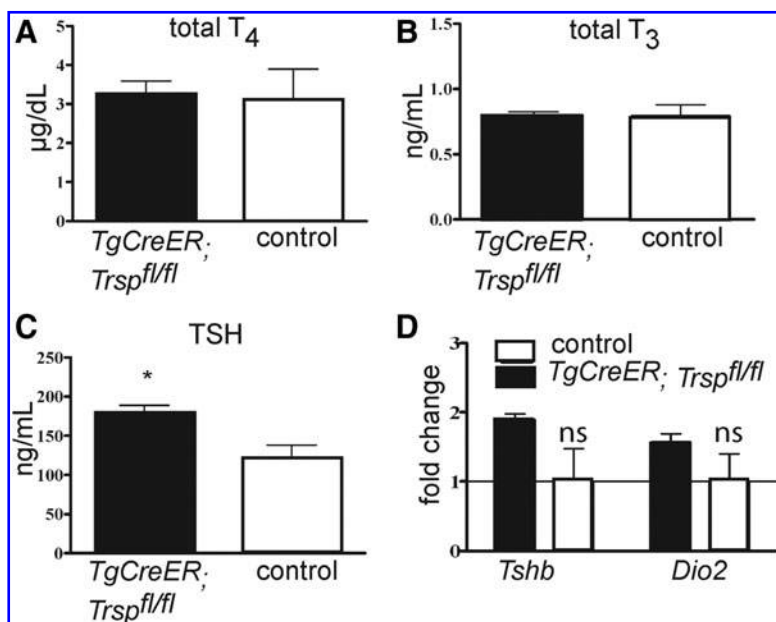 A
total T4
5
4
3
2
1
0
µg/dL
TgCreER;
Trspfl/fl
control
B
total T3
1.5
1.0
0.5
0.0
ng/mL
TgCreER;
Trspfl/fl
control
C
TSH
250
200
150
100
50
0
ng/mL
*
TgCreER;
Trspfl/fl
control
D
control
TgCreER; Trspfl/fl
3
2
1
0
fold change
ns
ns
Tshb
Dio2